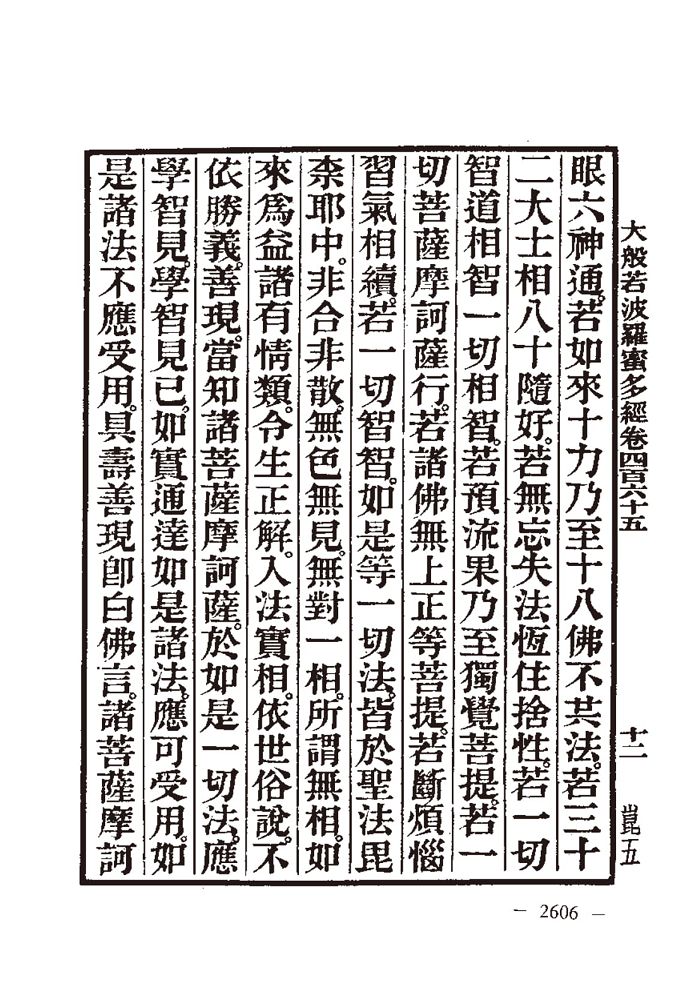 大般若波羅蜜多經卷四百六十五 十二 崑五
眼六神通。若如來十力乃至十八佛不共法。若三十
二大士相八十隨好。若無忘失法恆住捨性。若一切
智道相智一切相智。若預流果乃至獨覺菩提。若一
切菩薩摩訶薩行。若諸佛無上正等菩提。若斷煩惱
習氣相續。若一切智智。如是等一切法。皆於聖法毘
柰耶中。非合非散。無色無見。無對一相。所謂無相。如
來爲益諸有情類。令生正解。入法實相。依世俗說。不
依勝義。善現。當知諸菩薩摩訶薩。於如是一切法。應
學智見。學智見已。如實通達如是諸法。應可受用。如
是諸法不應受用。具壽善現卽白佛言。諸菩薩摩訶
— 2606 —